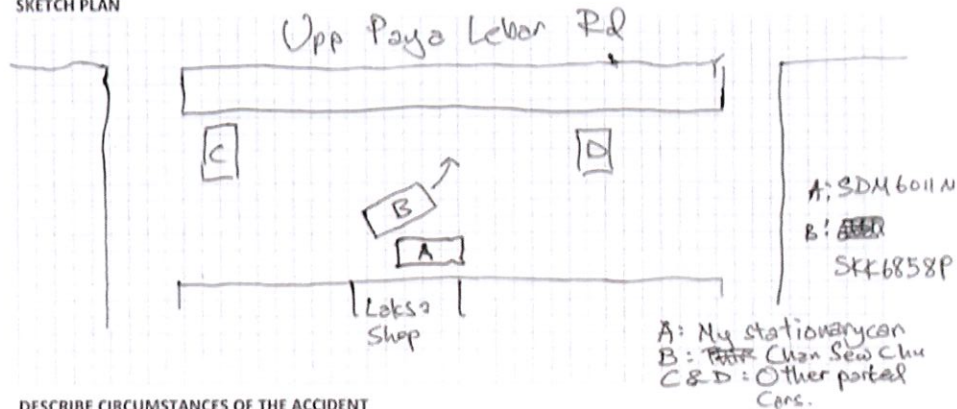 SKETCH PLAN
Upp Paya Lebar Rd
C
D
B
A
Laksa
Shop
A: SDM6011N
B:
SKK6858P
A: My stationary car
B: Chan Sew Chu
C & D: Other parked
Cars.
DESCRIBE CIRCUMSTANCES OF THE ACCIDENT